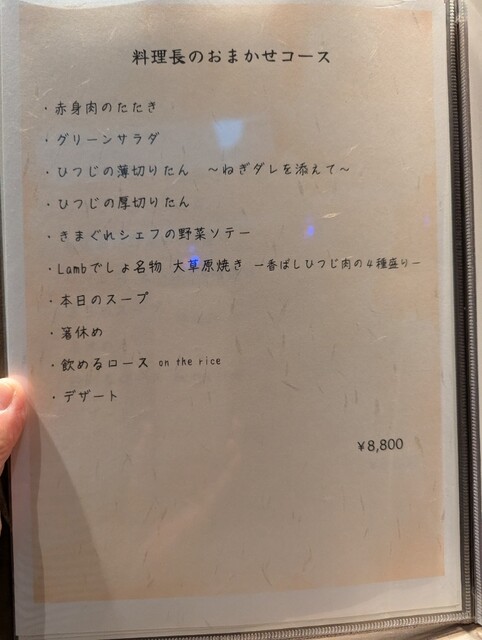 料理長のおまかせコース
・赤身肉のたたき
・グリーンサラダ
・ひつじの薄切りたん ～ねぎダレを添えて～
・ひつじの厚切りたん
・きまぐれシェフの野菜ソテー
・Lambでしょ名物 大草原焼き ー香ばしひつじ肉の4種盛りー
・本日のスープ
・箸休め
・飲めるロース on the rice
・デザート
¥8,800